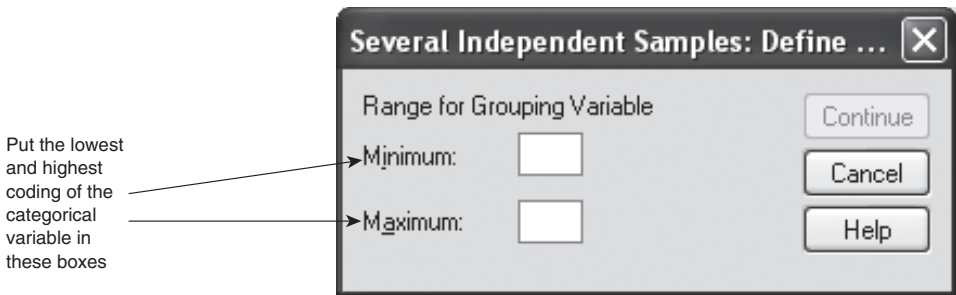 Several Independent Samples: Define ...
Range for Grouping Variable
Minimum:
Maximum:
Continue
Cancel
Help
Put the lowest
and highest
coding of the
categorical
variable in
these boxes